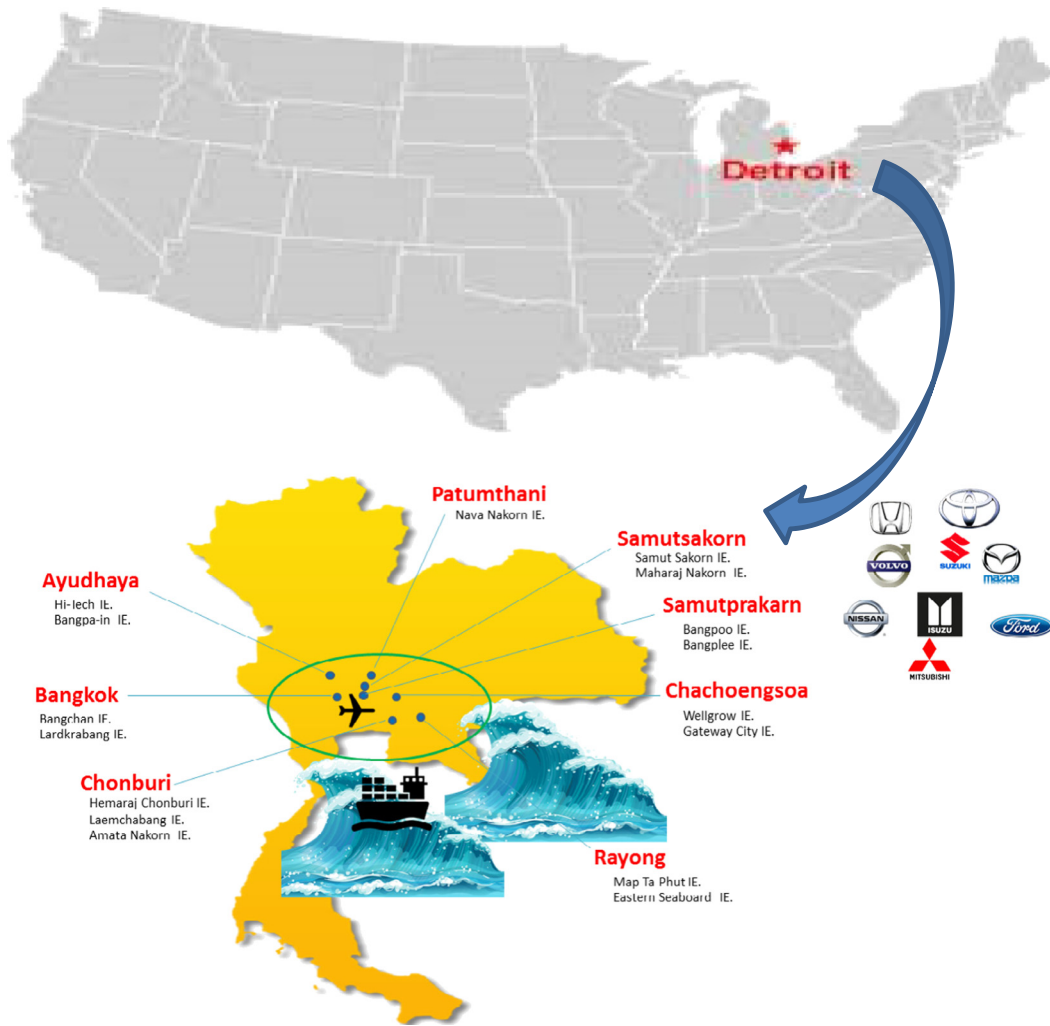 Detroit
Patumthani
Nava Nakorn IE.
Samutsakorn
Samut Sakorn IE.
Maharaj Nakorn IE.
Ayudhaya
Hi-Tech IE.
Bangpa-in IE.
Samutprakarn
Bangpoo IE.
Bangplee IE.
Bangkok
Bangchan IE.
Lardkrabang IE.
Chachoengsoa
Wellgrow IE.
Gateway City IE.
Chonburi
Hemaraj Chonburi IE.
Laemchabang IE.
Amata Nakorn IE.
Rayong
Map Ta Phut IE.
Eastern Seaboard IE.
VOLVO
SUZUKI
mazda
NISSAN
ISUZU
Ford
MITSUBISHI